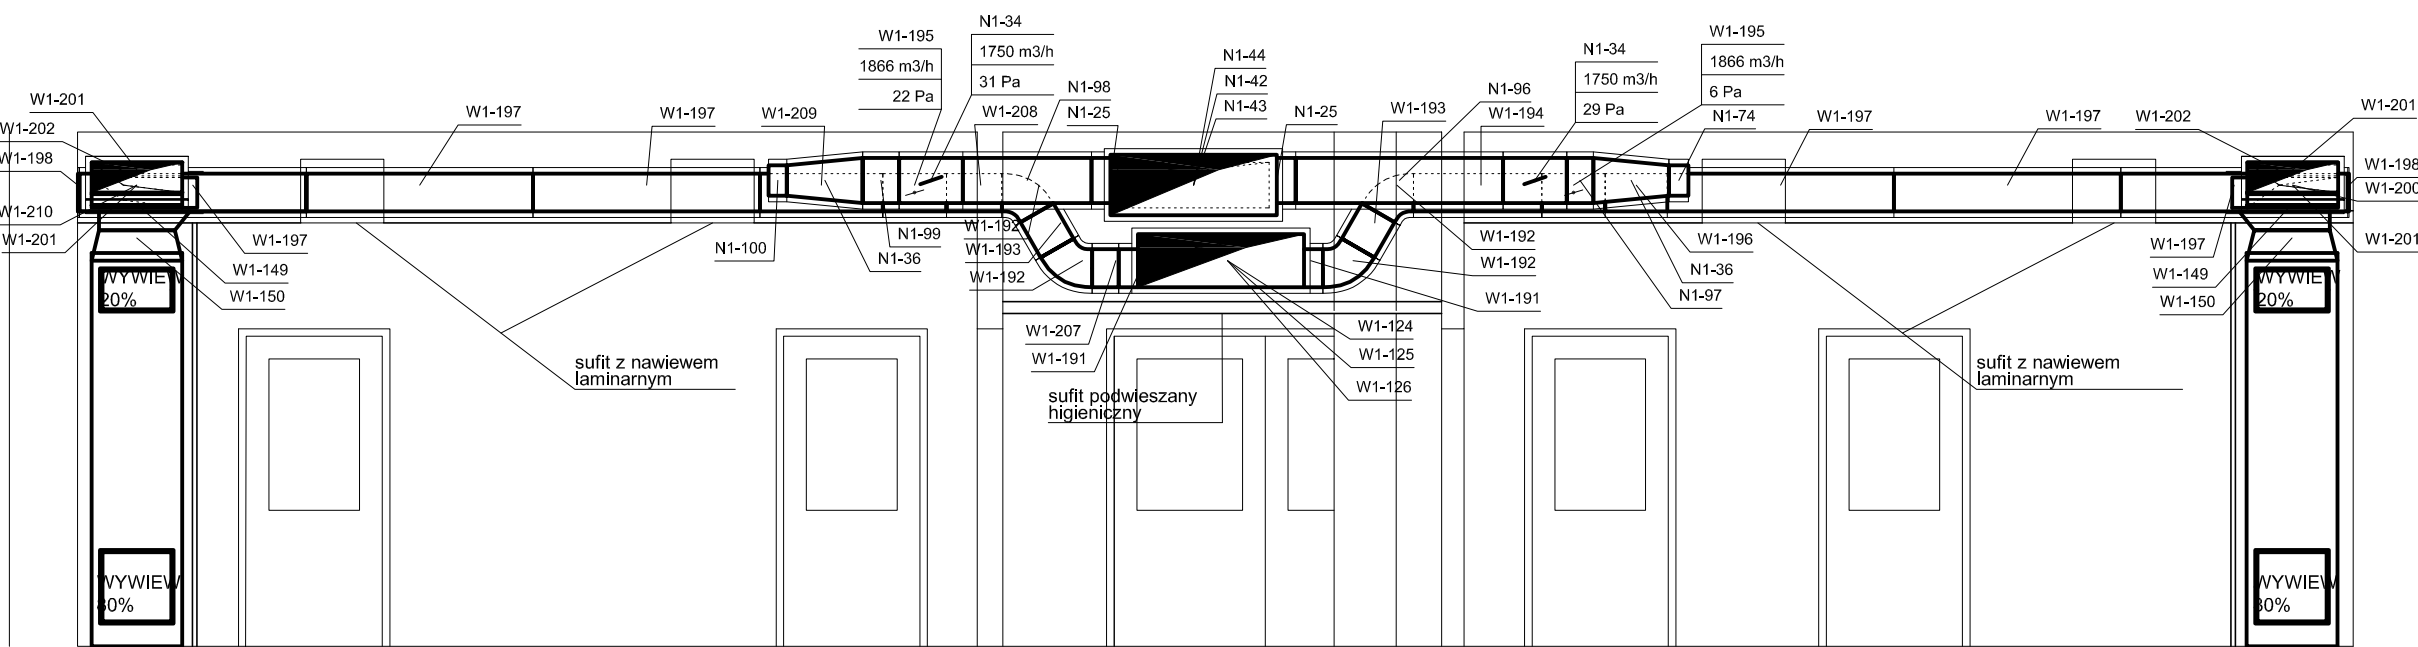 W1-195
1866 m3/h
22 Pa
N1-34
1750 m3/h
31 Pa
N1-98
N1-25
W1-208
N1-44
N1-42
N1-43
N1-25
W1-193
N1-96
W1-194
N1-34
1750 m3/h
29 Pa
W1-195
1866 m3/h
6 Pa
N1-74
W1-201
W1-202
W1-198
W1-210
W1-201
W1-197
W1-197
W1-209
W1-197
W1-197
W1-202
W1-201
W1-198
W1-200
W1-201
W1-197
W1-149
W1-150
N1-100
N1-99
N1-36
W1-192
W1-193
W1-192
W1-192
W1-192
W1-191
W1-196
N1-36
N1-97
W1-197
W1-149
W1-150
WYWIEW
20%
WYWIEW
20%
W1-207
W1-191
W1-124
W1-125
W1-126
sufit z nawiewem
laminarnym
sufit podwieszany
higieniczny
sufit z nawiewem
laminarnym
WYWIEW
80%
WYWIEW
80%